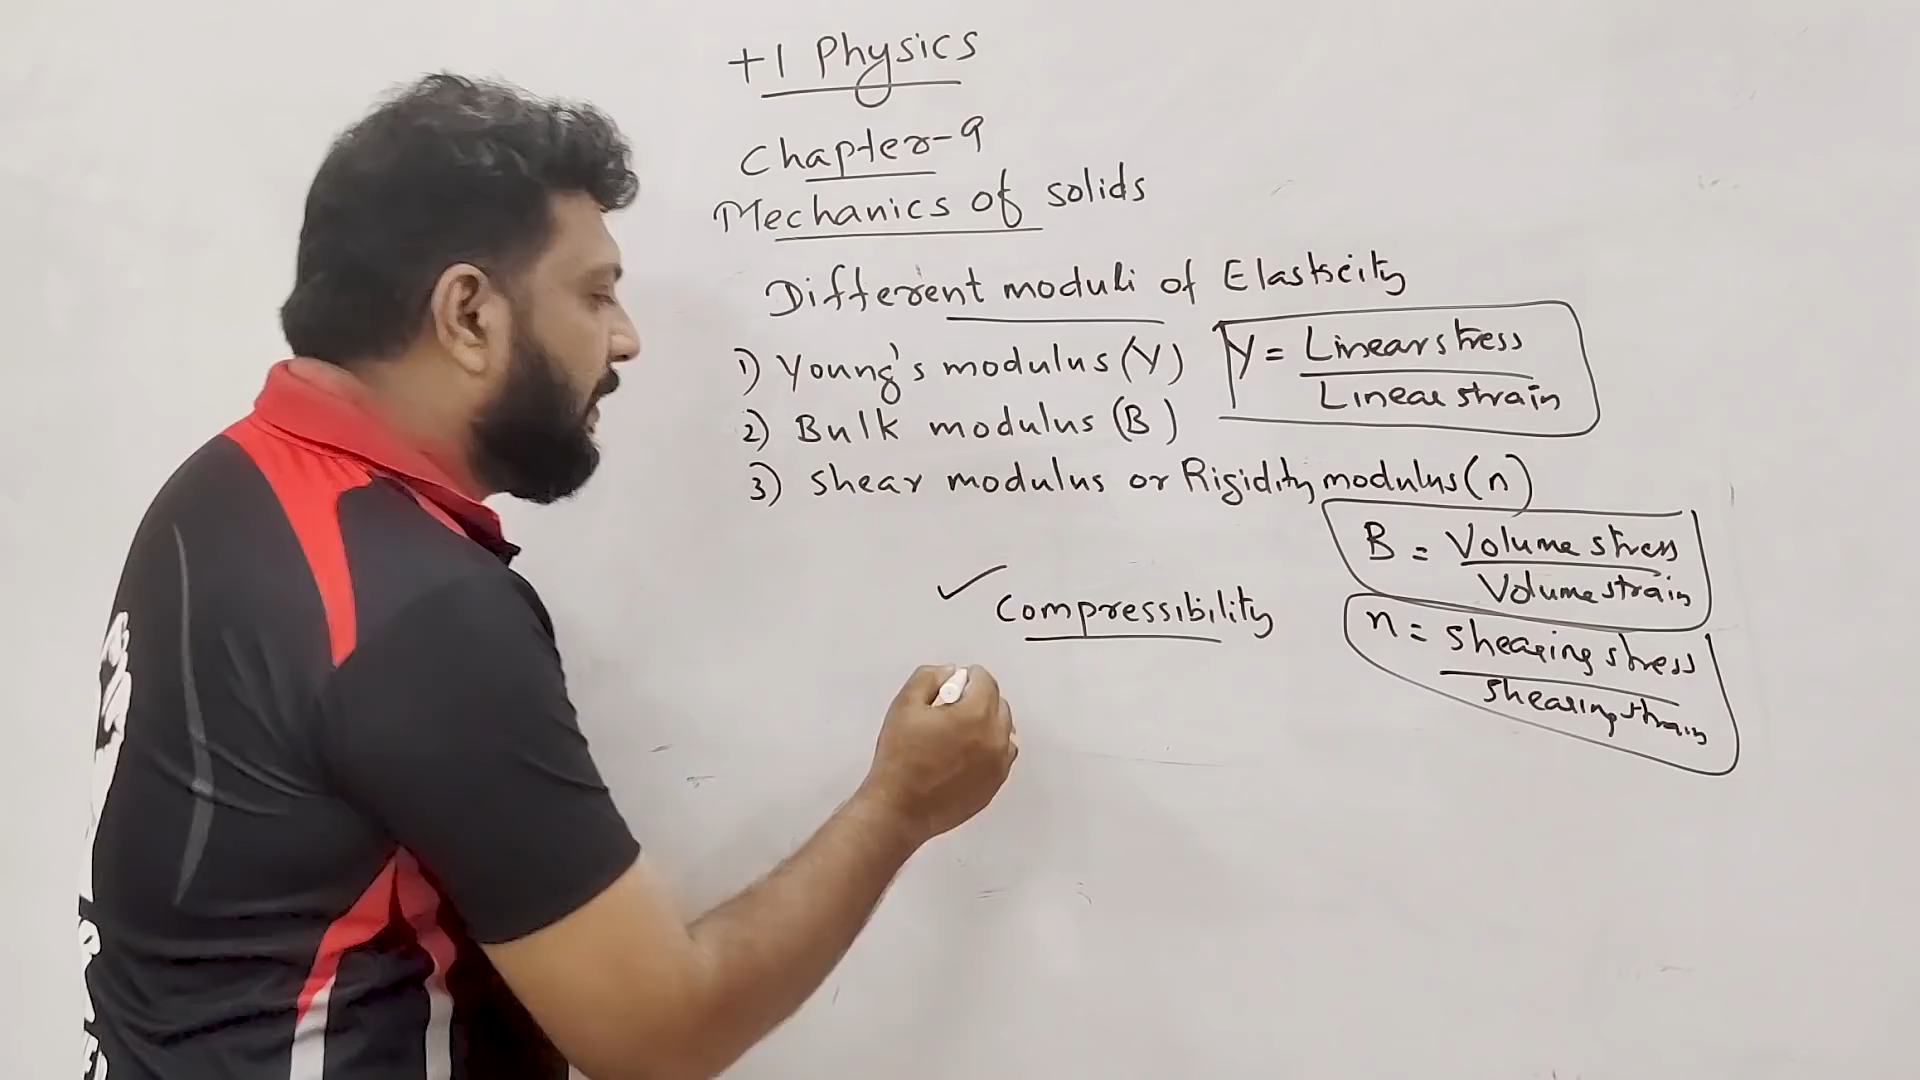 +1 Physics
Chapter-9
Mechanics of solids
Different moduli of Elasticity
1) Young's modulus (Y)
Y = Linear stress
Linear strain
2) Bulk modulus (B)
3) shear modulus or Rigidity modulus (n)
B = Volume stress
Volume strain
✓ Compressibility
n = shearing stress
shearing strain